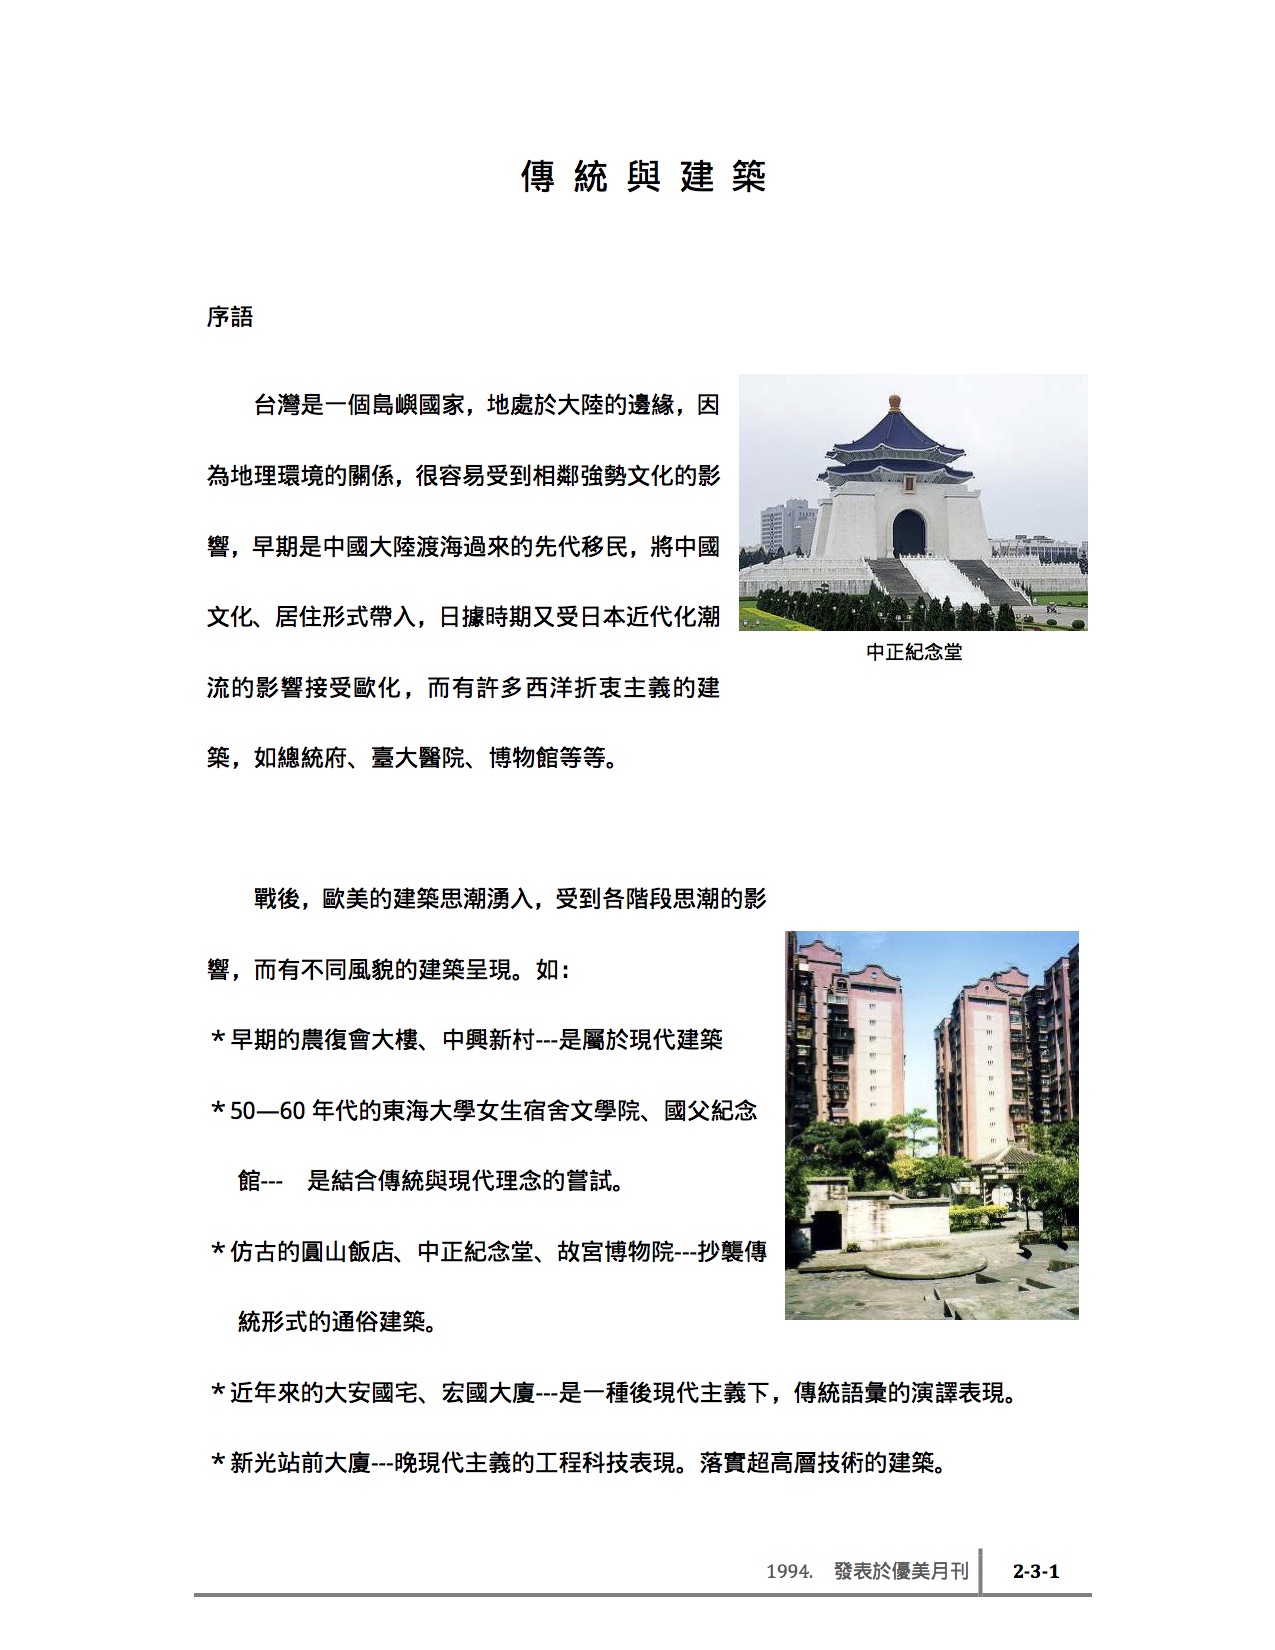 傳統與建築
序語
台灣是一個島嶼國家，地處於大陸的邊緣，因
為地理環境的關係，很容易受到相鄰強勢文化的影
響，早期是中國大陸渡海過來的先代移民，將中國
文化、居住形式帶入，日據時期又受日本近代化潮
流的影響接受歐化，而有許多西洋折衷主義的建
築，如總統府、臺大醫院、博物館等等。
中正紀念堂
戰後，歐美的建築思潮湧入，受到各階段思潮的影
響，而有不同風貌的建築呈現。如：
＊早期的農復會大樓、中興新村---是屬於現代建築
＊50—60 年代的東海大學女生宿舍文學院、國父紀念
館---　是結合傳統與現代理念的嘗試。
＊仿古的圓山飯店、中正紀念堂、故宮博物院---抄襲傳
統形式的通俗建築。
＊近年來的大安國宅、宏國大廈---是一種後現代主義下，傳統語彙的演譯表現。
＊新光站前大廈---晚現代主義的工程科技表現。落實超高層技術的建築。
1994.　發表於優美月刊 2-3-1